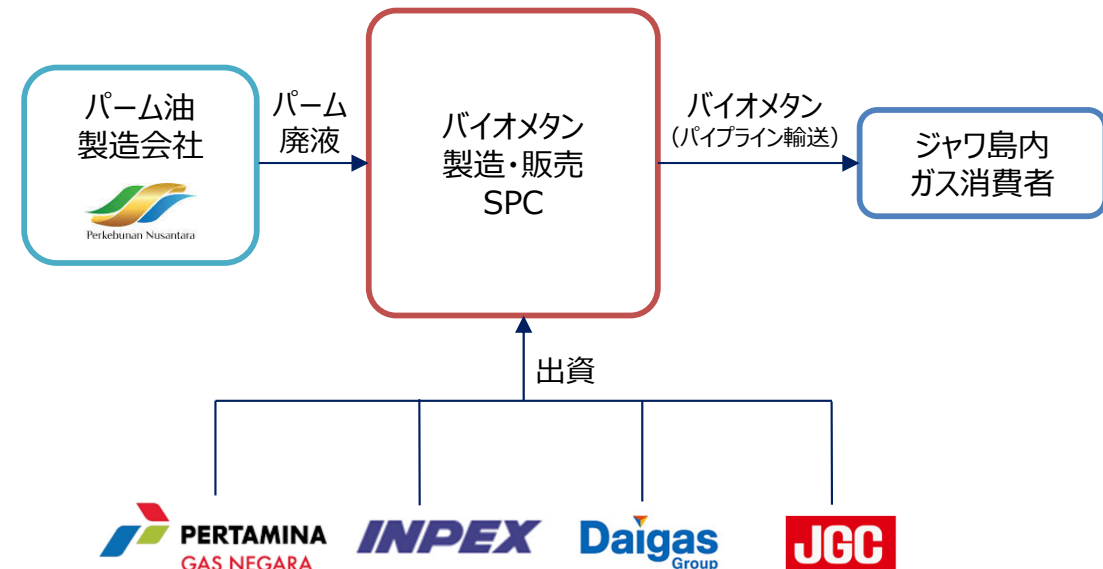 パーム油
製造会社
Perkebunan Nusantara
パーム
廃液
バイオメタン
製造・販売
SPC
バイオメタン
（パイプライン輸送）
ジャワ島内
ガス消費者
出資
PERTAMINA
GAS NEGARA
INPEX
Daigas
Group
JGC